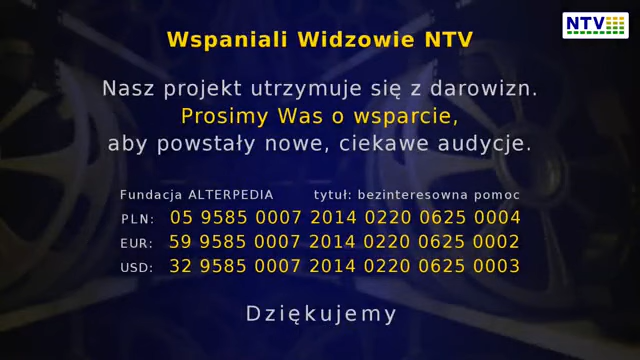 NTV
Wspaniali Widzowie NTV
Nasz projekt utrzymuje się z darowizn.
Prosimy Was o wsparcie,
aby powstały nowe, ciekawe audycje.
Fundacja ALTERPEDIA tytuł: bezinteresowna pomoc
PLN: 05 9585 0007 2014 0220 0625 0004
EUR: 59 9585 0007 2014 0220 0625 0002
USD: 32 9585 0007 2014 0220 0625 0003
Dziękujemy